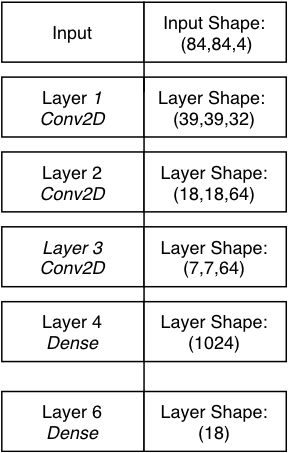 Input
Input Shape:
(84,84,4)
Layer 1
Conv2D
Layer Shape:
(39,39,32)
Layer 2
Conv2D
Layer Shape:
(18,18,64)
Layer 3
Conv2D
Layer Shape:
(7,7,64)
Layer 4
Dense
Layer Shape:
(1024)
Layer 6
Dense
Layer Shape:
(18)